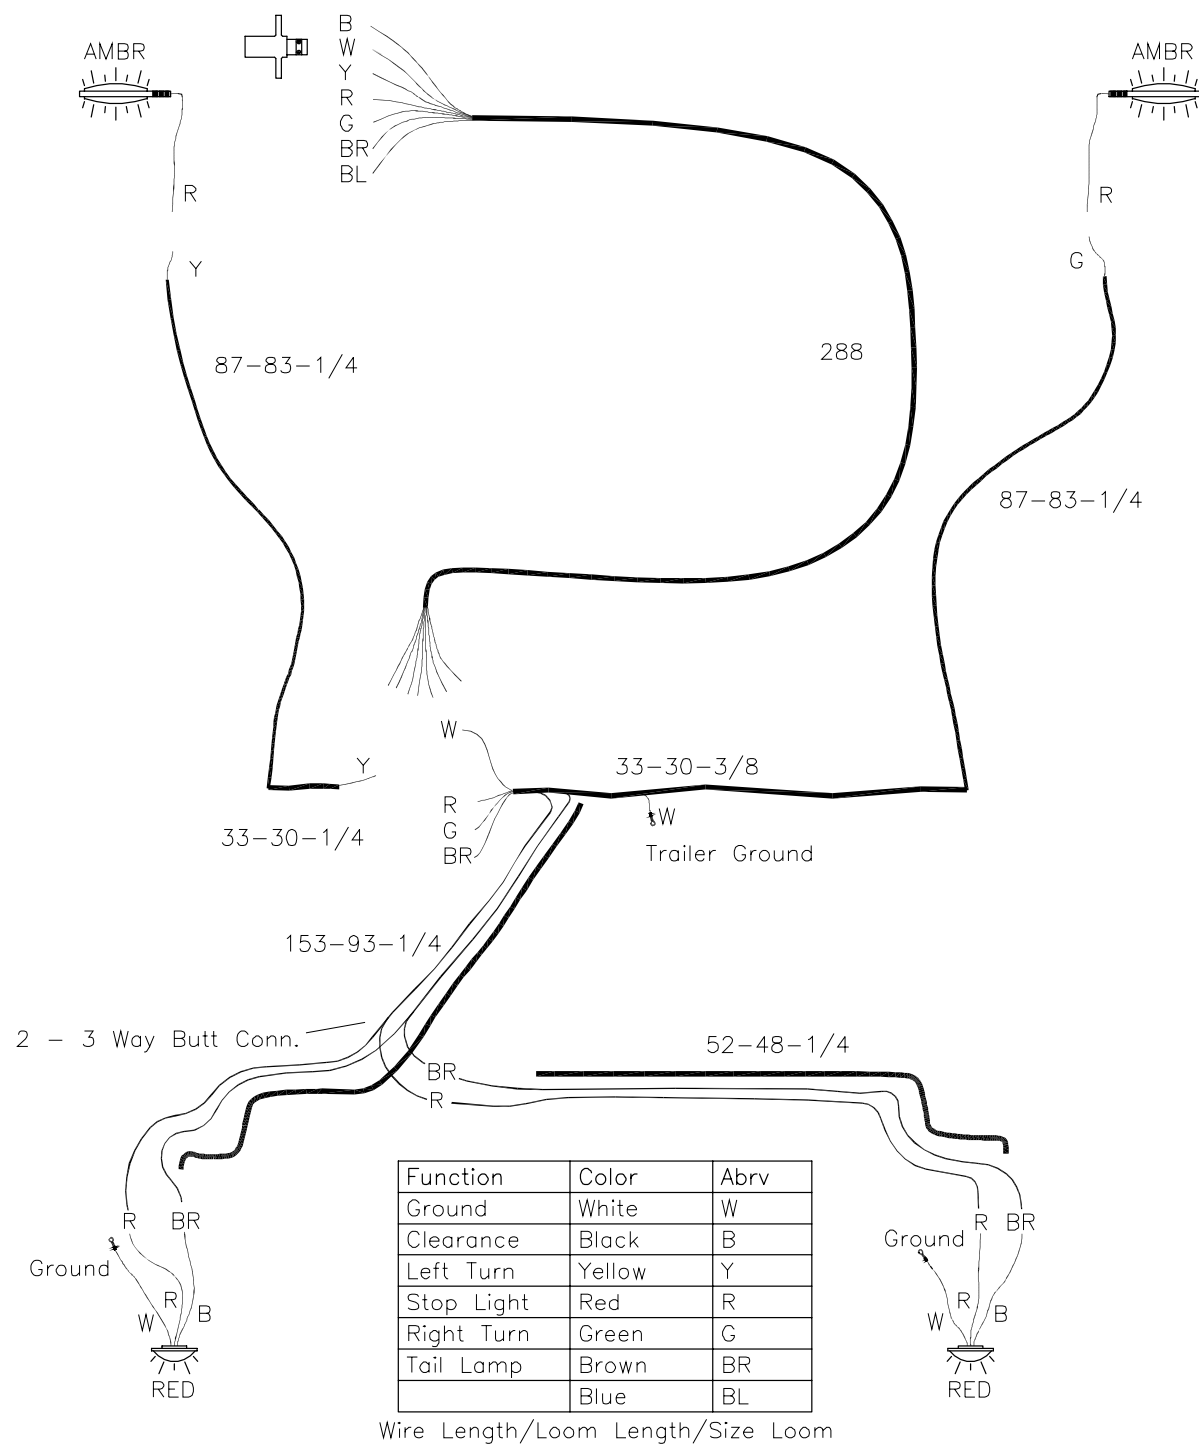 B
AMBR
W
AMBR
Y
R
G
BR
BL
R
R
Y
G
288
87-83-1/4
87-83-1/4
W
Y
33-30-3/8
R
W
G
33-30-1/4
BR
Trailer Ground
153-93-1/4
2 - 3 Way Butt Conn.
52-48-1/4
BR
R
Function Color Abrv
Ground White W
Clearance Black B
Left Turn Yellow Y
Stop Light Red R
Right Turn Green G
Tail Lamp Brown BR
Blue BL
R BR
Ground
R
B
W
RED
R BR
Ground
R
B
W
RED
Wire Length/Loom Length/Size Loom